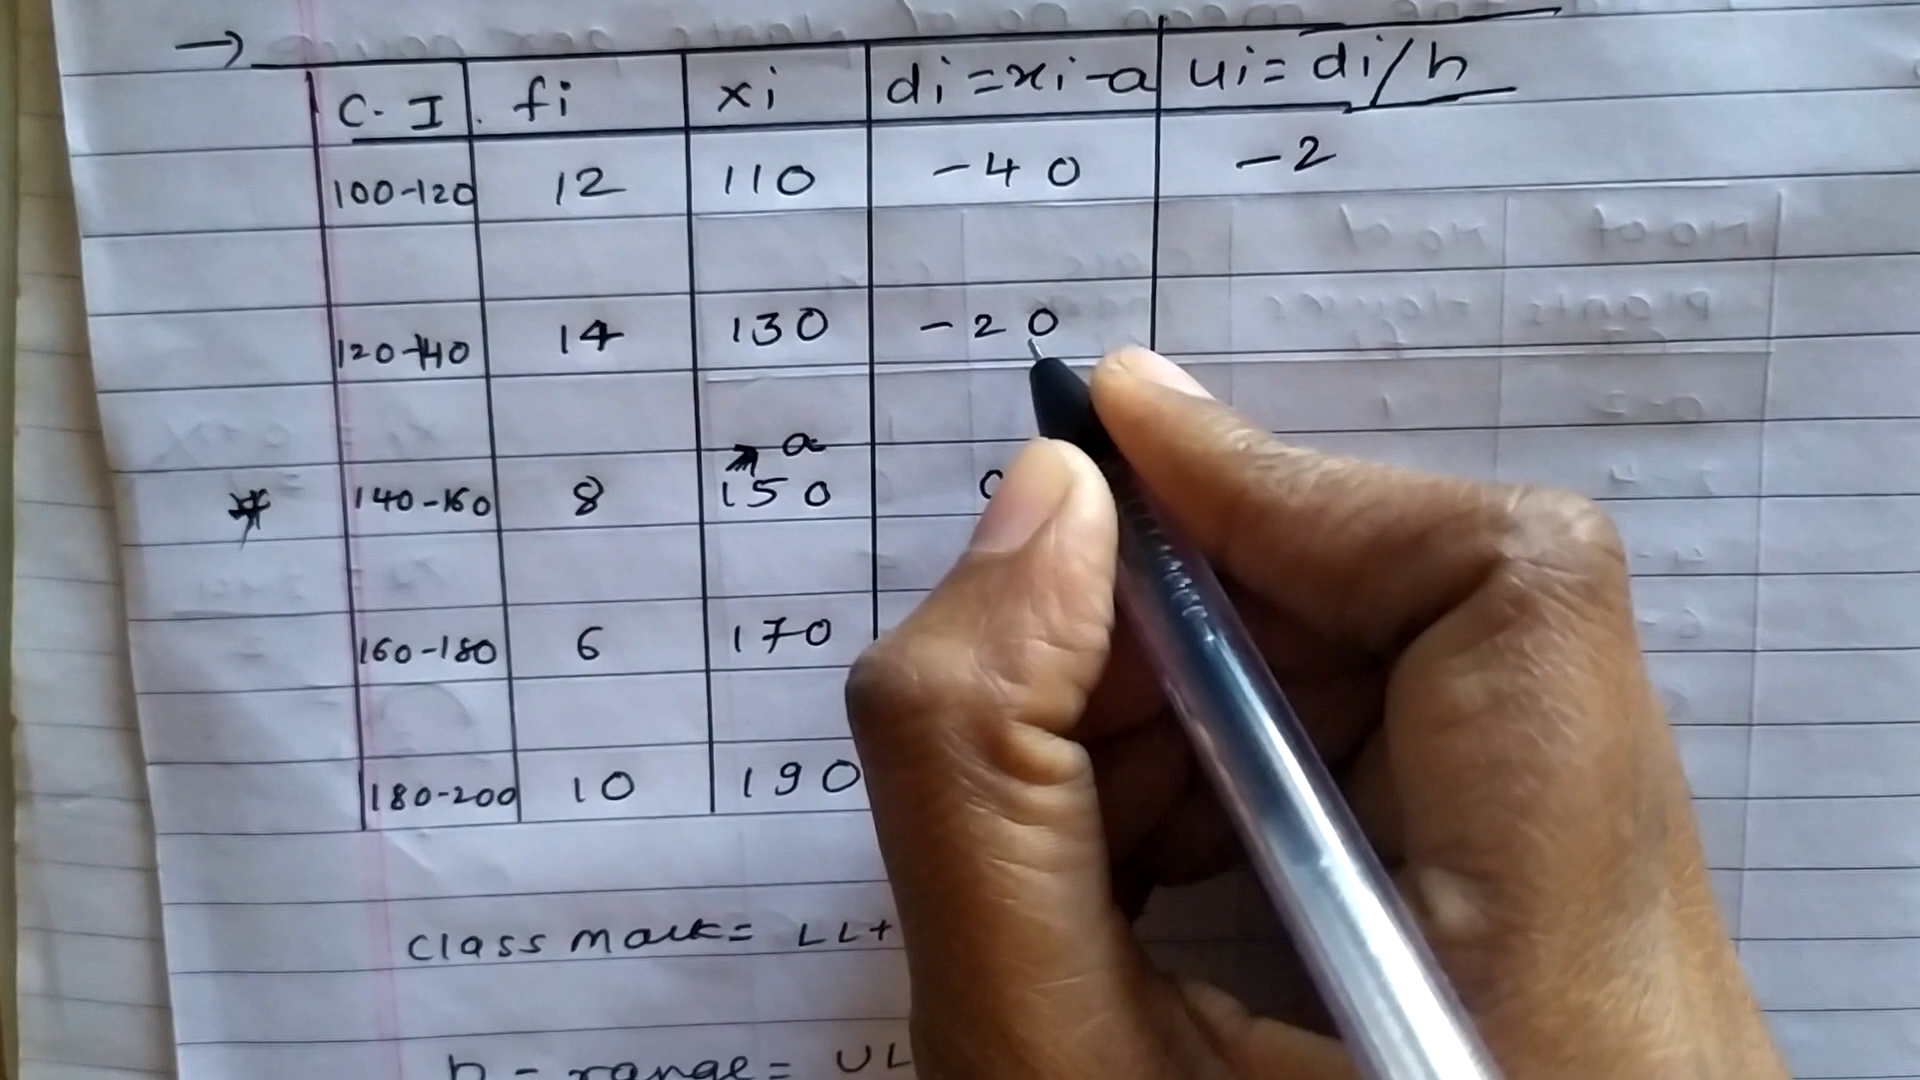 →
C-I fi xi di=xi-a ui=di/h
100-120 12 110 -40 -2
120-140 14 130 -20
a
* 140-160 8 150
160-180 6 170
180-200 10 190
Class mark= LL+
h - range= UL